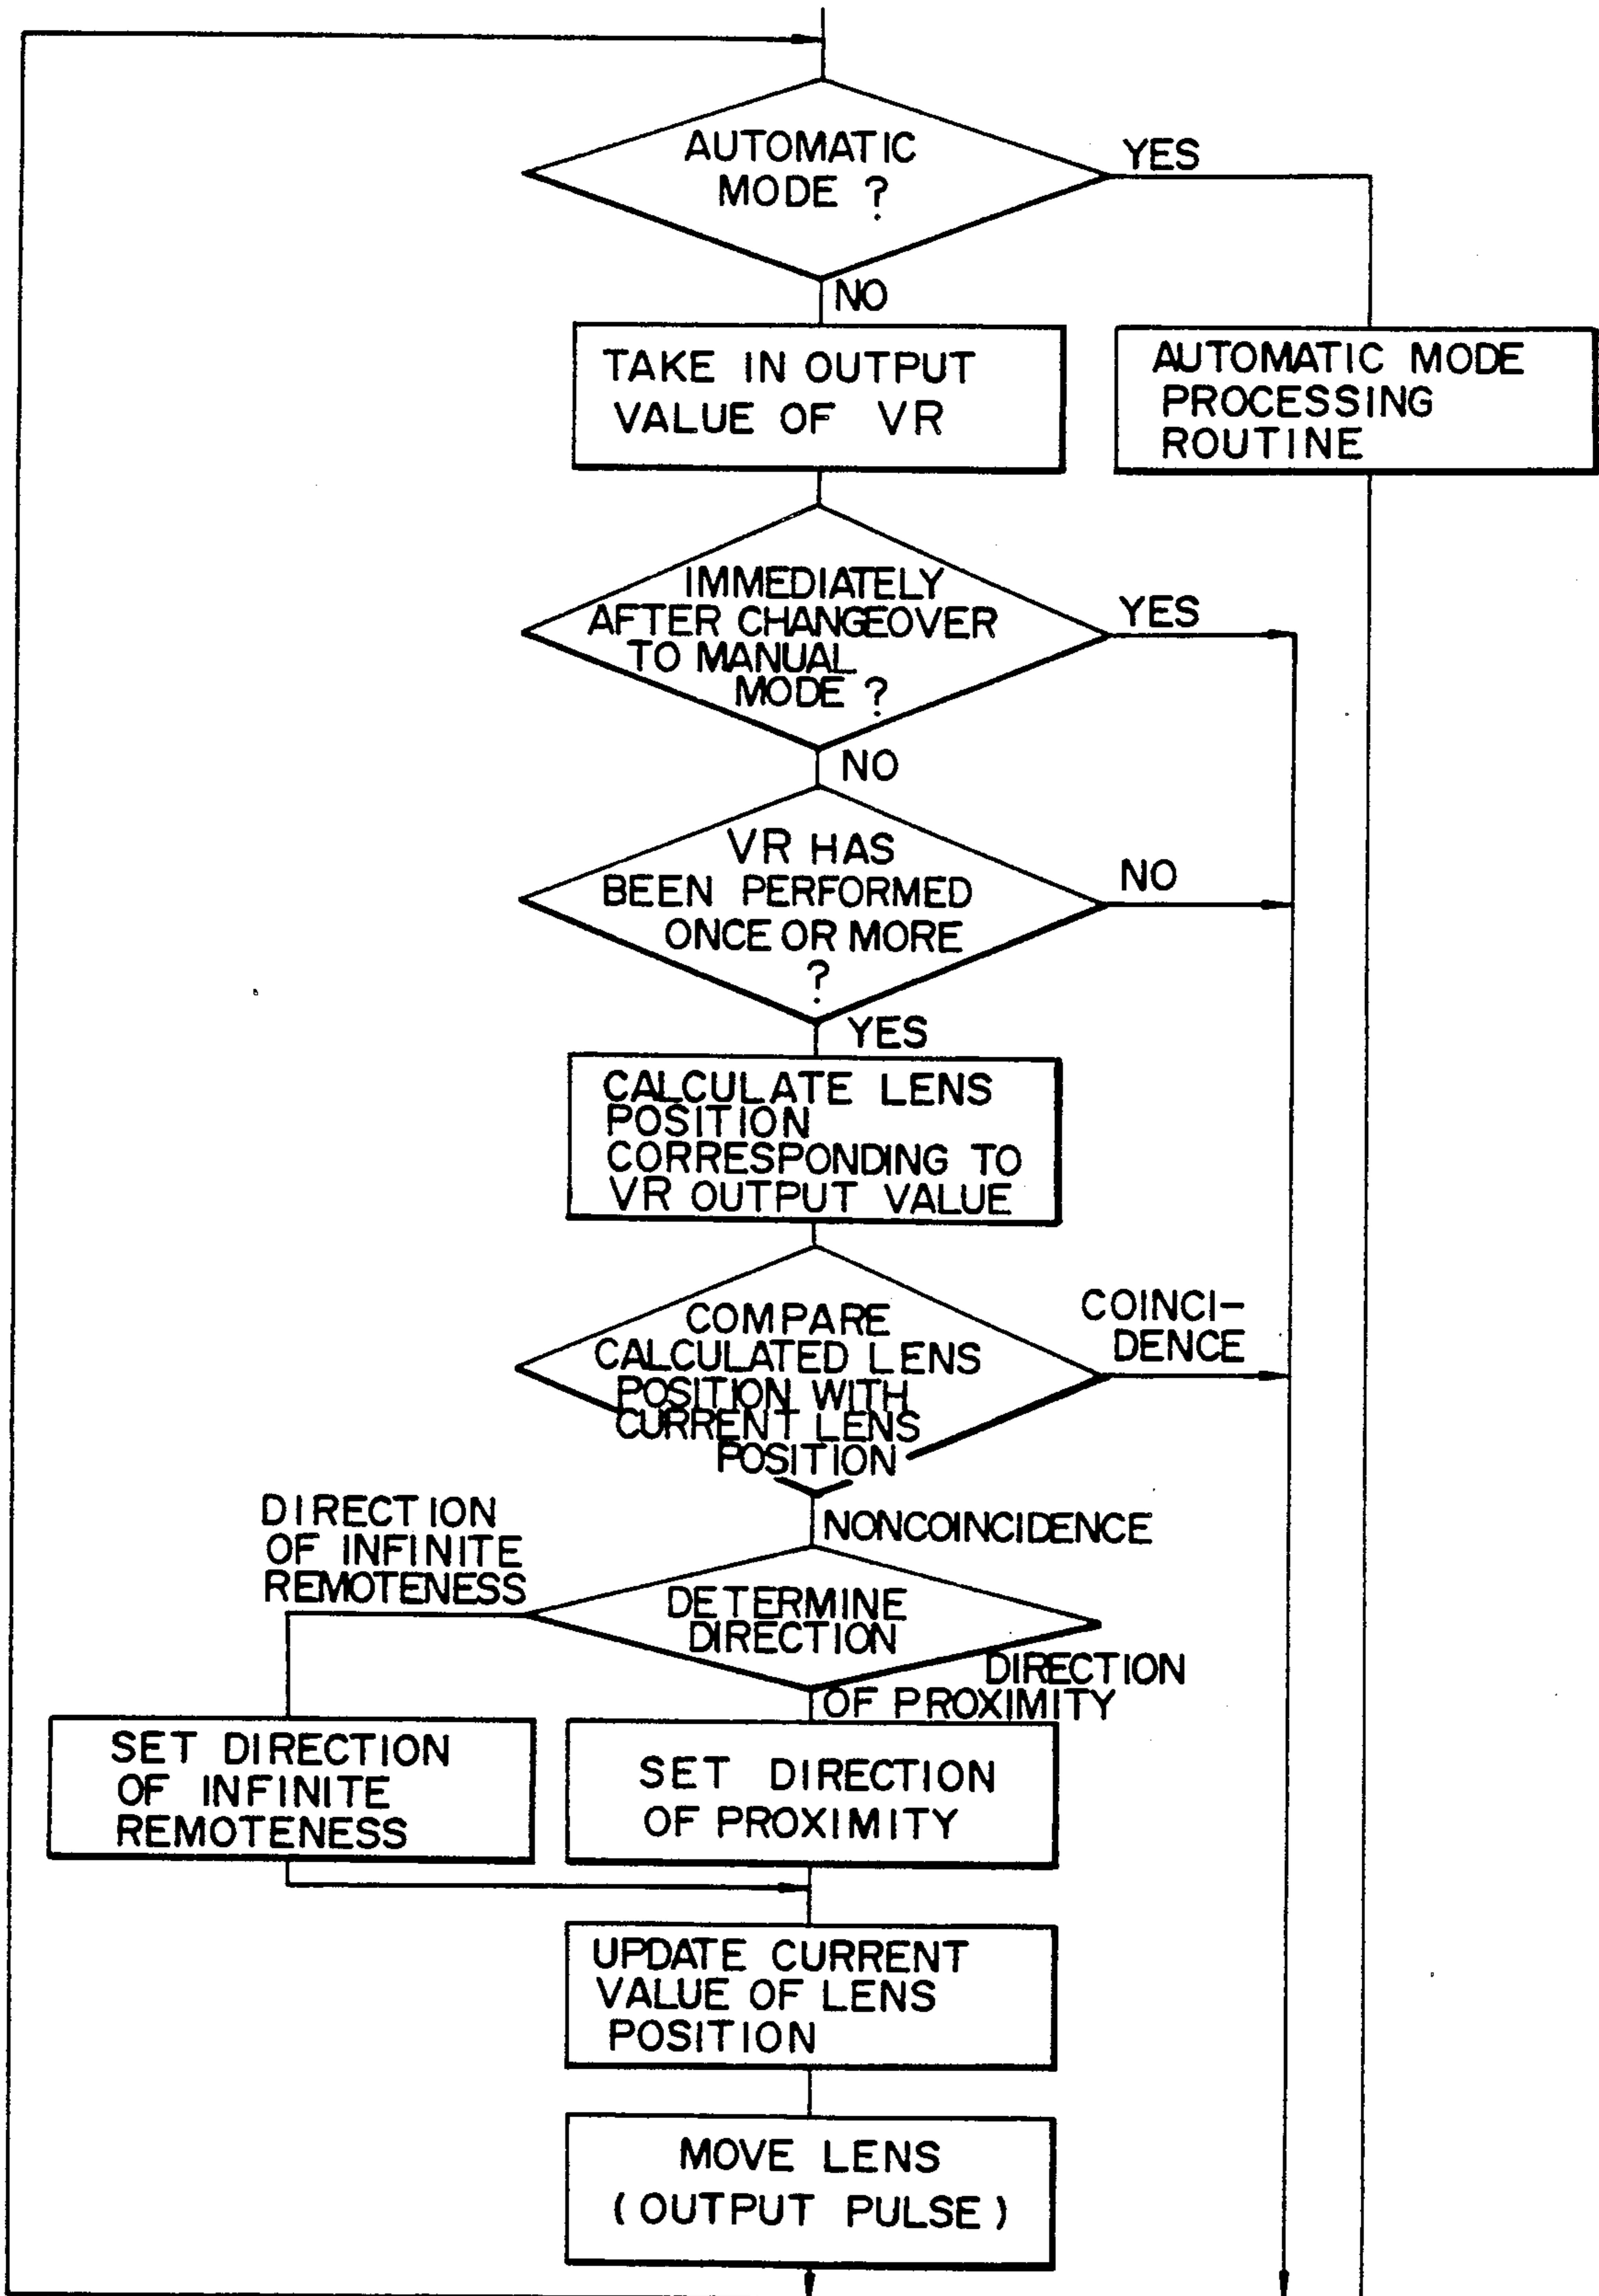 AUTOMATIC
MODE ?
YES
NO
TAKE IN OUTPUT
VALUE OF VR
AUTOMATIC MODE
PROCESSING
ROUTINE
IMMEDIATELY
AFTER CHANGEOVER
TO MANUAL
MODE ?
YES
NO
VR HAS
BEEN PERFORMED
ONCE OR MORE
?
NO
YES
CALCULATE LENS
POSITION
CORRESPONDING TO
VR OUTPUT VALUE
COMPARE
CALCULATED LENS
POSITION WITH
CURRENT LENS
POSITION
COINCI-
DENCE
NONCOINCIDENCE
DIRECTION
OF INFINITE
REMOTENESS
DETERMINE
DIRECTION
DIRECTION
OF PROXIMITY
SET DIRECTION
OF INFINITE
REMOTENESS
SET DIRECTION
OF PROXIMITY
UPDATE CURRENT
VALUE OF LENS
POSITION
MOVE LENS
(OUTPUT PULSE)